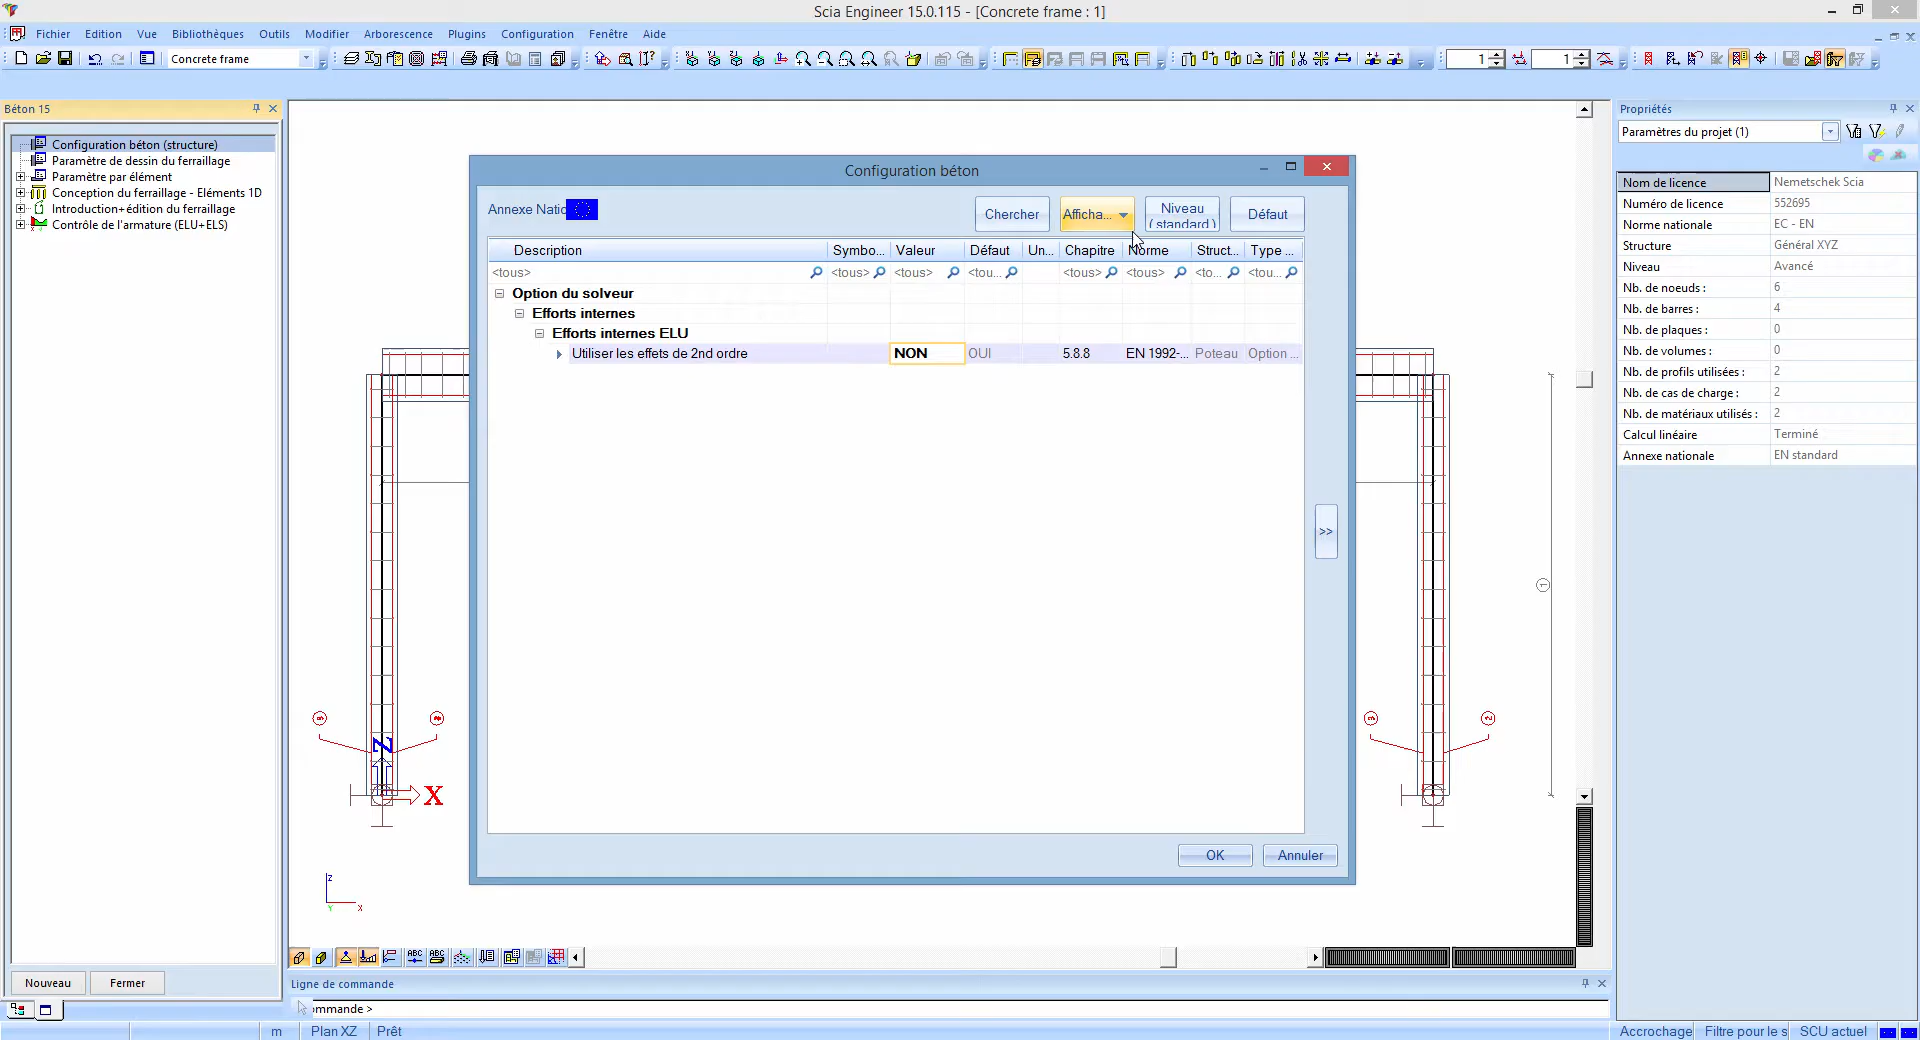 Scia Engineer 15.0.115 - [Concrete frame : 1]
Fichier Edition Vue Bibliothèques Outils Modifier Arborescence Plugins Configuration Fenêtre Aide
Concrete frame
1
1
Béton 15
Configuration béton (structure)
Paramètre de dessin du ferraillage
Paramètre par élément
Conception du ferraillage - Eléments 1D
Introduction+édition du ferraillage
Contrôle de l'armature (ELU+ELS)
Nouveau Fermer
Configuration béton
Annexe Natio
Chercher
Afficha...
Niveau
(standard)
Défaut
Description Symbo... Valeur Défaut Un... Chapitre Norme Struct... Type ...
<tous> <tous> <tous> <tou... <tous> <tous> <to... <tou...
Option du solveur
Efforts internes
Efforts internes ELU
Utiliser les effets de 2nd ordre NON OUI 5.8.8 EN 1992-... Poteau Option ...
>>
OK Annuler
Z
X
z
Y x
ABC ABC
Ligne de commande
mmande >
Propriétés
Paramètres du projet (1)
Nom de licence Nemetschek Scia
Numéro de licence 552695
Norme nationale EC - EN
Structure Général XYZ
Niveau Avancé
Nb. de noeuds : 6
Nb. de barres : 4
Nb. de plaques : 0
Nb. de volumes : 0
Nb. de profils utilisées : 2
Nb. de cas de charge : 2
Nb. de matériaux utilisés : 2
Calcul linéaire Terminé
Annexe nationale EN standard
m Plan XZ Prêt
Accrochage Filtre pour le s SCU actuel